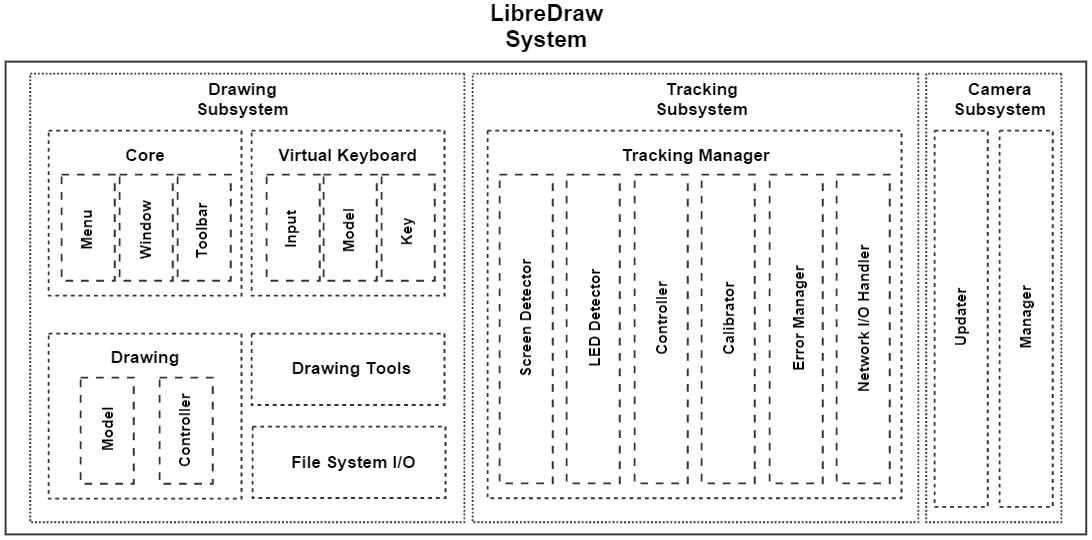 LibreDraw
System
Drawing
Subsystem
Core
Menu
Window
Toolbar
Virtual Keyboard
Input
Model
Key
Drawing
Model
Controller
Drawing Tools
File System I/O
Tracking
Subsystem
Tracking Manager
Screen Detector
LED Detector
Controller
Calibrator
Error Manager
Network I/O Handler
Camera
Subsystem
Updater
Manager